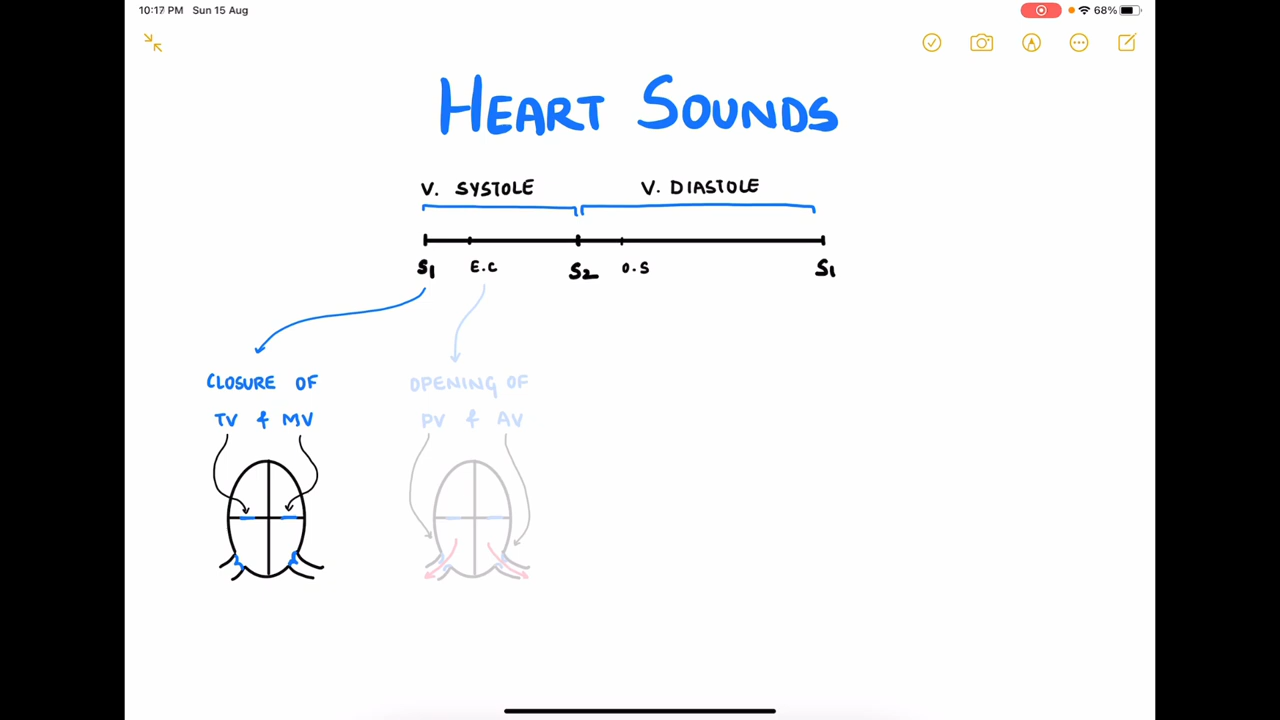 10:17 PM Sun 15 Aug
68%
HEART SOUNDS
V. SYSTOLE
V. DIASTOLE
S1 E.C S2 O.S S1
CLOSURE OF
TV & MV
OPENING OF
PV & AV